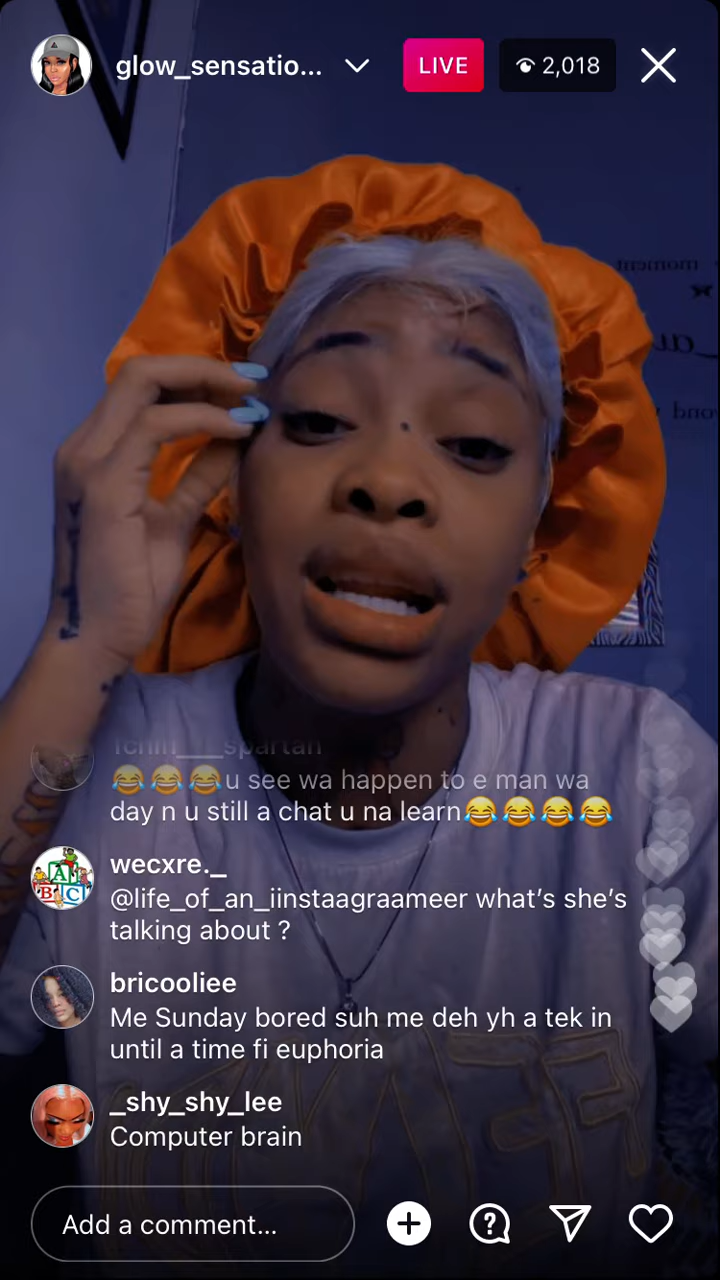 glow_sensatio...
LIVE
2,018
moment
😂😂😂u see wa happen to e man wa
day n u still a chat u na learn😂😂😂😂
wecxre._
@life_of_an_iinstaagraameer what's she's
talking about ?
bricooliee
Me Sunday bored suh me deh yh a tek in
until a time fi euphoria
_shy_shy_lee
Computer brain
Add a comment...